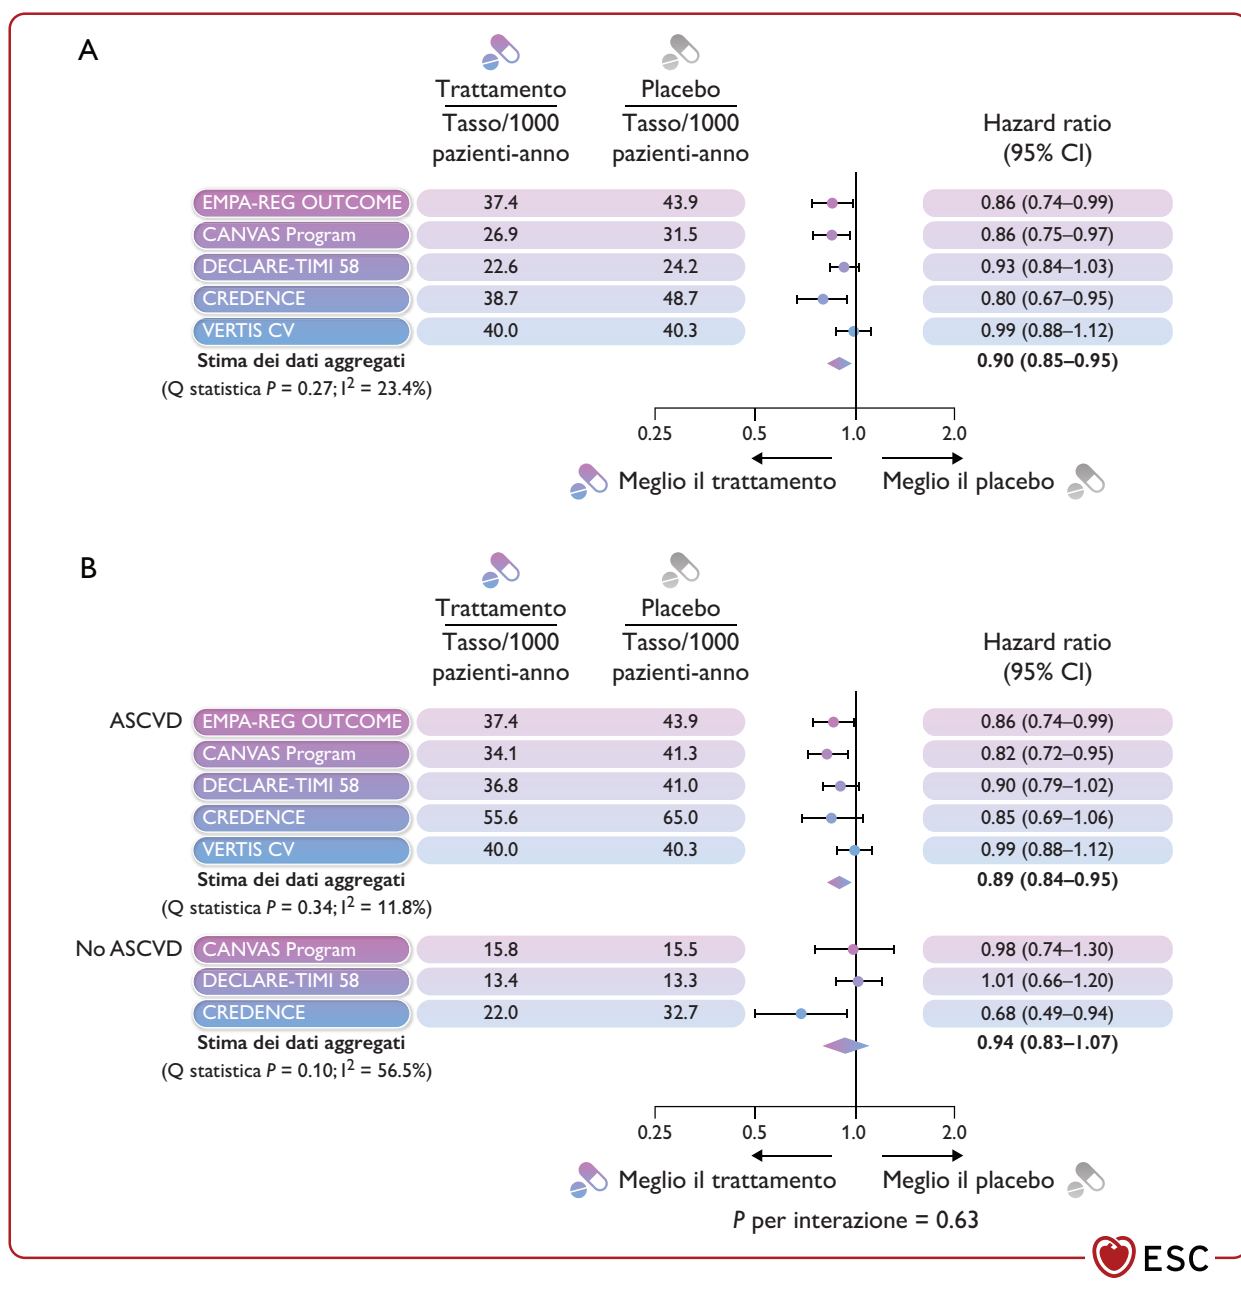 A
Trattamento Placebo
Tasso/1000 Tasso/1000 Hazard ratio
pazienti-anno pazienti-anno (95% CI)
EMPA-REG OUTCOME 37.4 43.9 0.86 (0.74–0.99)
CANVAS Program 26.9 31.5 0.86 (0.75–0.97)
DECLARE-TIMI 58 22.6 24.2 0.93 (0.84–1.03)
CREDENCE 38.7 48.7 0.80 (0.67–0.95)
VERTIS CV 40.0 40.3 0.99 (0.88–1.12)
Stima dei dati aggregati 0.90 (0.85–0.95)
(Q statistica P = 0.27; I² = 23.4%)
0.25 0.5 1.0 2.0
Meglio il trattamento Meglio il placebo
B
Trattamento Placebo
Tasso/1000 Tasso/1000 Hazard ratio
pazienti-anno pazienti-anno (95% CI)
ASCVD EMPA-REG OUTCOME 37.4 43.9 0.86 (0.74–0.99)
CANVAS Program 34.1 41.3 0.82 (0.72–0.95)
DECLARE-TIMI 58 36.8 41.0 0.90 (0.79–1.02)
CREDENCE 55.6 65.0 0.85 (0.69–1.06)
VERTIS CV 40.0 40.3 0.99 (0.88–1.12)
Stima dei dati aggregati 0.89 (0.84–0.95)
(Q statistica P = 0.34; I² = 11.8%)
No ASCVD CANVAS Program 15.8 15.5 0.98 (0.74–1.30)
DECLARE-TIMI 58 13.4 13.3 1.01 (0.66–1.20)
CREDENCE 22.0 32.7 0.68 (0.49–0.94)
Stima dei dati aggregati 0.94 (0.83–1.07)
(Q statistica P = 0.10; I² = 56.5%)
0.25 0.5 1.0 2.0
Meglio il trattamento Meglio il placebo
P per interazione = 0.63
ESC